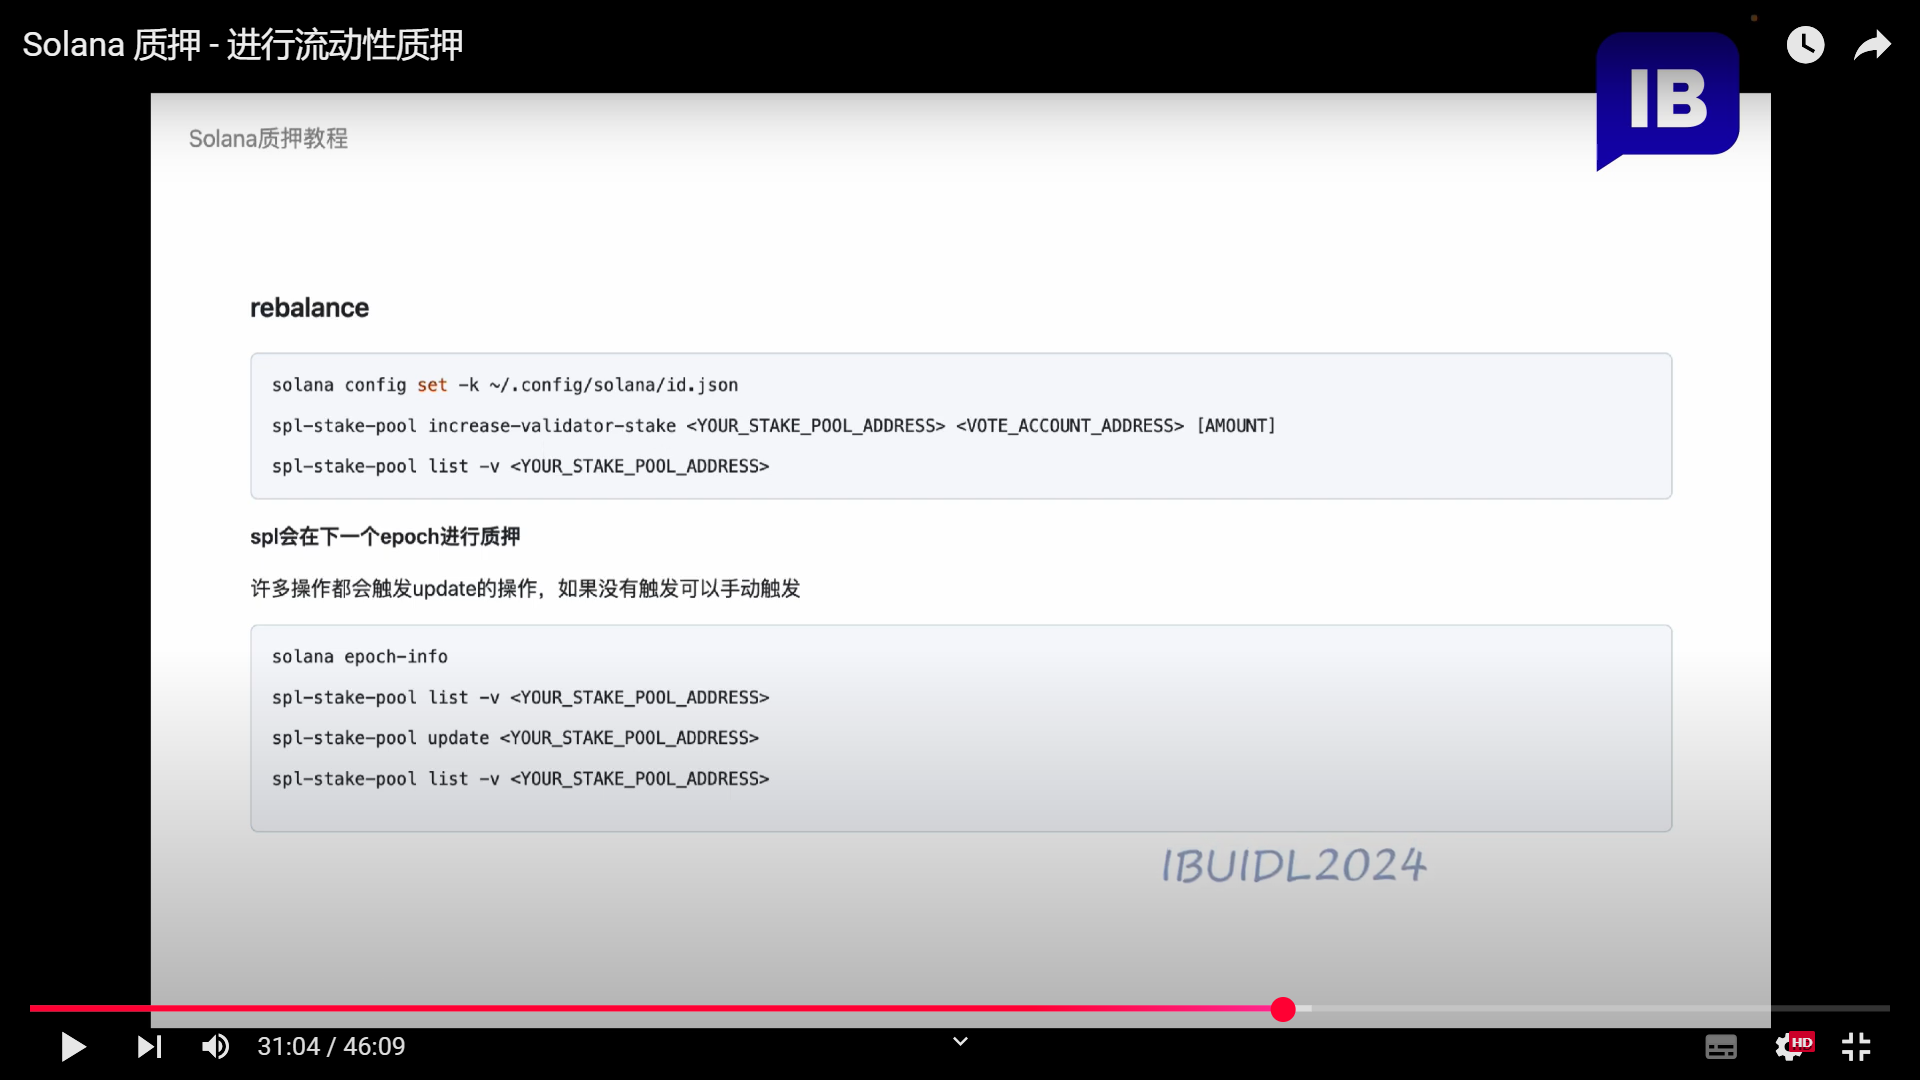 Solana 质押 - 进行流动性质押
IB
Solana质押教程
rebalance
solana config set -k ~/.config/solana/id.json
spl-stake-pool increase-validator-stake <YOUR_STAKE_POOL_ADDRESS> <VOTE_ACCOUNT_ADDRESS> [AMOUNT]
spl-stake-pool list -v <YOUR_STAKE_POOL_ADDRESS>
spl会在下一个epoch进行质押
许多操作都会触发update的操作，如果没有触发可以手动触发
solana epoch-info
spl-stake-pool list -v <YOUR_STAKE_POOL_ADDRESS>
spl-stake-pool update <YOUR_STAKE_POOL_ADDRESS>
spl-stake-pool list -v <YOUR_STAKE_POOL_ADDRESS>
IBUIDL2024
31:04 / 46:09
HD